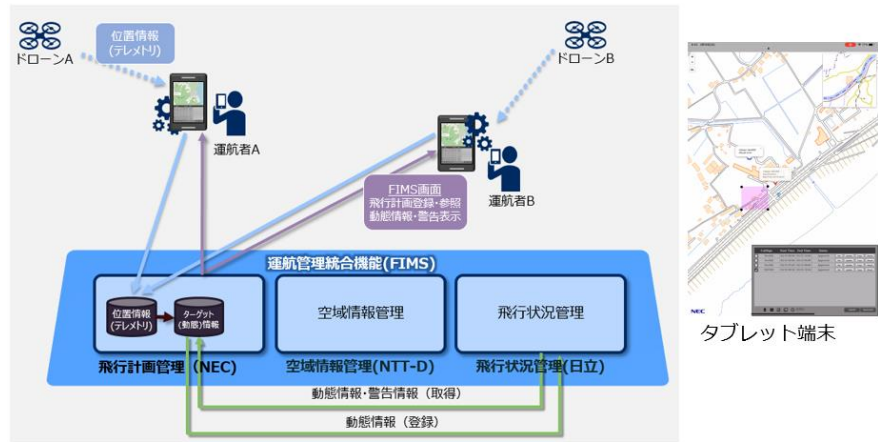 位置情報
(テレメトリ)
ドローンA
ドローンB
運航者A
運航者B
FIMS画面
飛行計画登録・参照
動態情報・警告表示
運航管理統合機能(FIMS)
位置情報
(テレメトリ)
ターゲット
(動態)情報
空域情報管理
飛行状況管理
飛行計画管理(NEC)
空域情報管理(NTT-D)
飛行状況管理(日立)
動態情報・警告情報(取得)
動態情報(登録)
NEC
タブレット端末